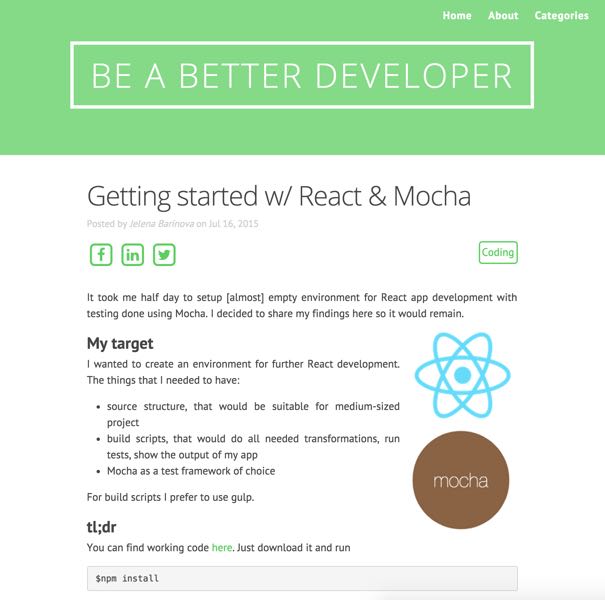 Home About Categories
BE A BETTER DEVELOPER
Getting started w/ React & Mocha
Posted by Jelena Barinova on Jul 16, 2015
Coding
It took me half day to setup [almost] empty environment for React app development with
testing done using Mocha. I decided to share my findings here so it would remain.
My target
I wanted to create an environment for further React development.
The things that I needed to have:
• source structure, that would be suitable for medium-sized
project
• build scripts, that would do all needed transformations, run
tests, show the output of my app
• Mocha as a test framework of choice
mocha
For build scripts I prefer to use gulp.
tl;dr
You can find working code here. Just download it and run
$npm install